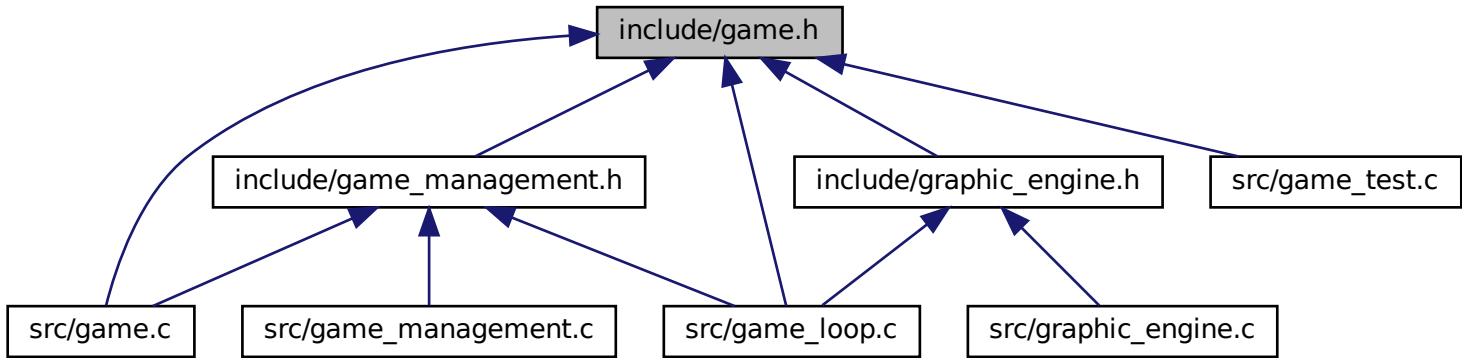 include/game.h
include/game_management.h
include/graphic_engine.h
src/game_test.c
src/game.c
src/game_management.c
src/game_loop.c
src/graphic_engine.c